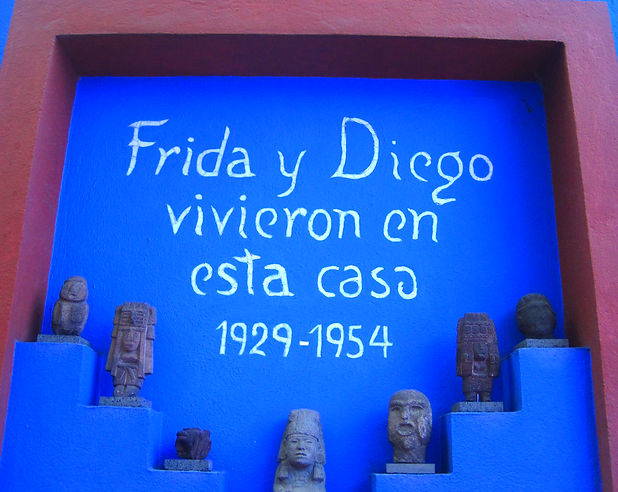 Frida y Diego
vivieron en
esta casa
1929-1954